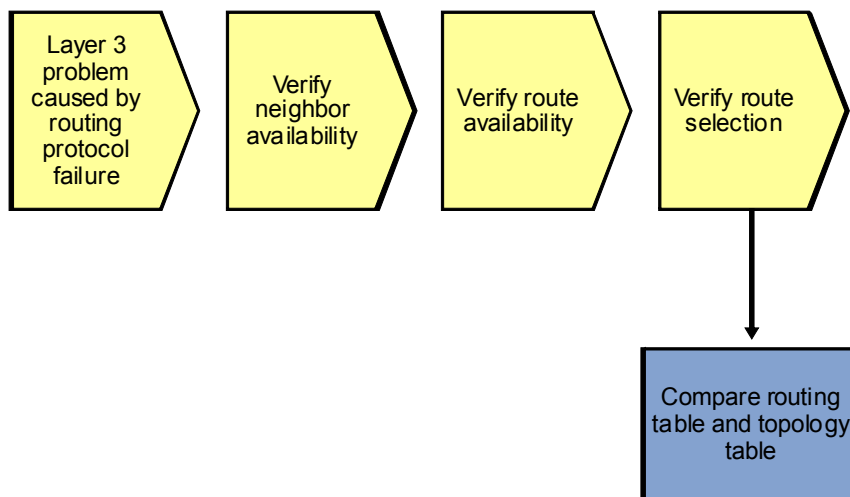 Layer 3
problem
caused by
routing
protocol
failure
Verify
neighbor
availability
Verify route
availability
Verify route
selection
Compare routing
table and topology
table